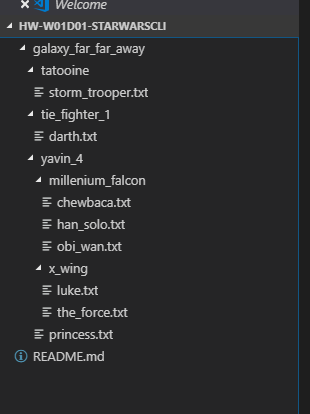 Welcome
HW-W01D01-STARWARSCLI
galaxy_far_far_away
tatooine
storm_trooper.txt
tie_fighter_1
darth.txt
yavin_4
millenium_falcon
chewbaca.txt
han_solo.txt
obi_wan.txt
x_wing
luke.txt
the_force.txt
princess.txt
README.md